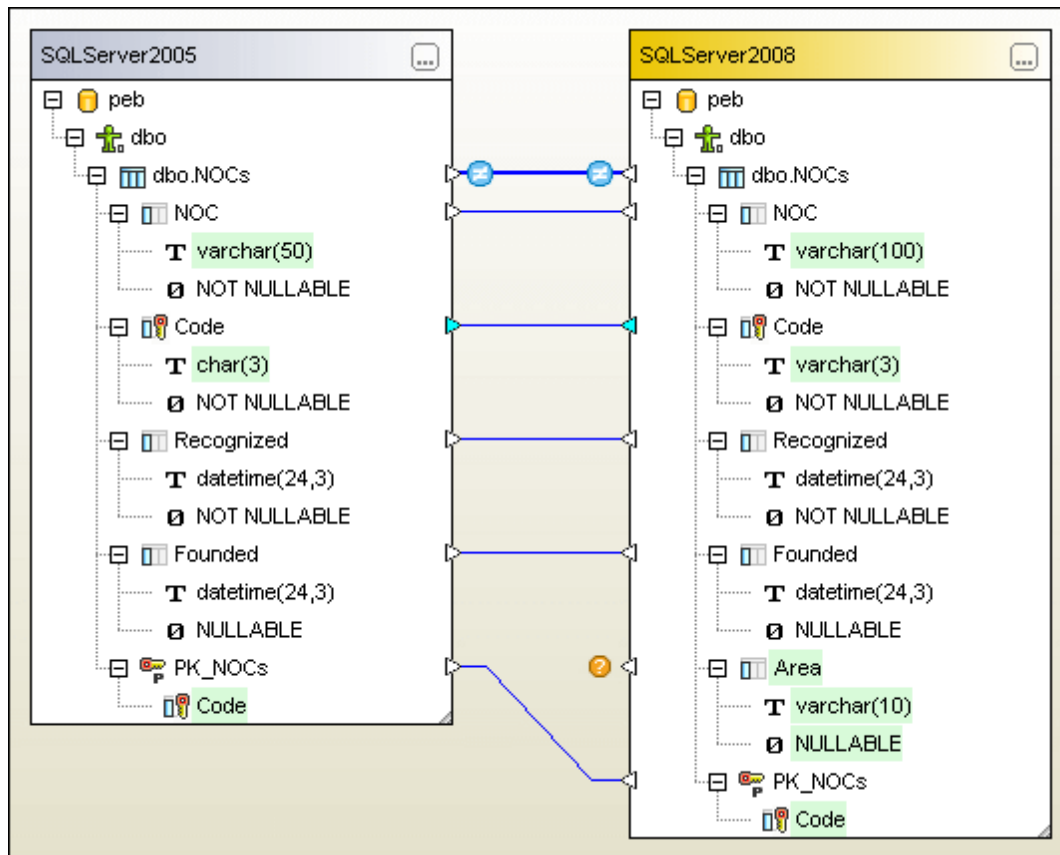 SQLServer2005
...
peb
dbo
dbo.NOCs
NOC
T varchar(50)
NOT NULLABLE
Code
T char(3)
NOT NULLABLE
Recognized
T datetime(24,3)
NOT NULLABLE
Founded
T datetime(24,3)
NULLABLE
P PK_NOCs
Code
SQLServer2008
...
peb
dbo
dbo.NOCs
NOC
T varchar(100)
NOT NULLABLE
Code
T varchar(3)
NOT NULLABLE
Recognized
T datetime(24,3)
NOT NULLABLE
Founded
T datetime(24,3)
NULLABLE
? Area
T varchar(10)
NULLABLE
P PK_NOCs
Code